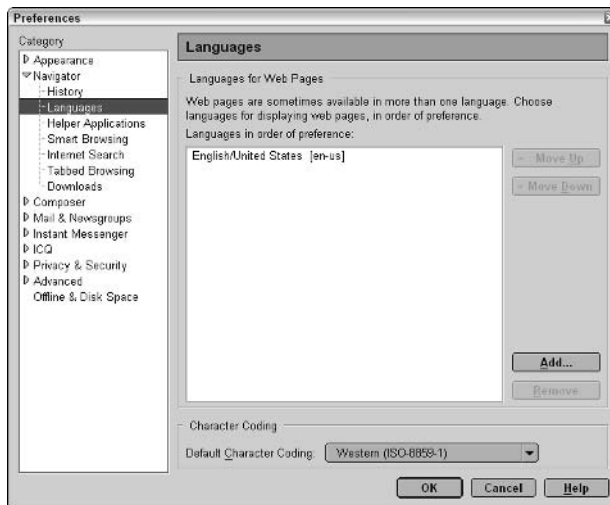 Preferences
Category
Appearance
Navigator
History
Languages
Helper Applications
Smart Browsing
Internet Search
Tabbed Browsing
Downloads
Composer
Mail & Newsgroups
Instant Messenger
ICQ
Privacy & Security
Advanced
Offline & Disk Space
Languages
Languages for Web Pages
Web pages are sometimes available in more than one language. Choose
languages for displaying web pages, in order of preference.
Languages in order of preference:
English/United States [en-us]
Move Up
Move Down
Add...
Remove
Character Coding
Default Character Coding: Western (ISO-8859-1)
OK Cancel Help